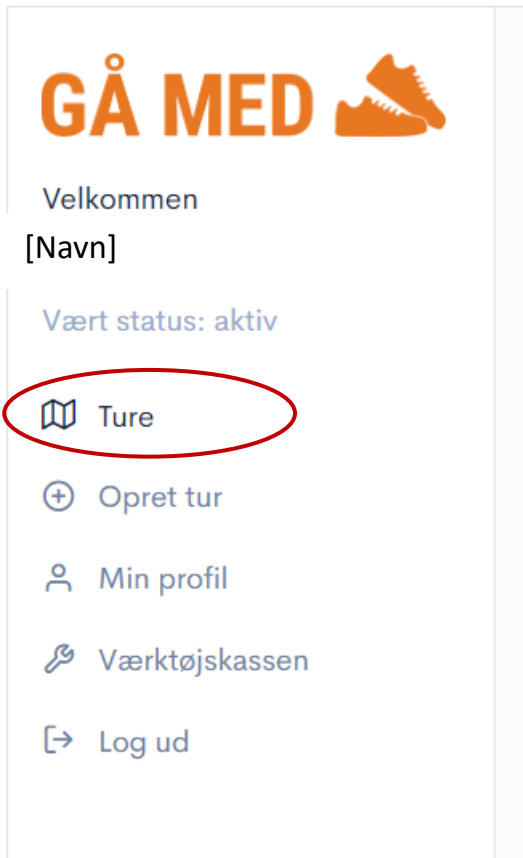 GÅ MED
Velkommen
[Navn]
Vært status: aktiv
Ture
Opret tur
Min profil
Værktøjskassen
Log ud